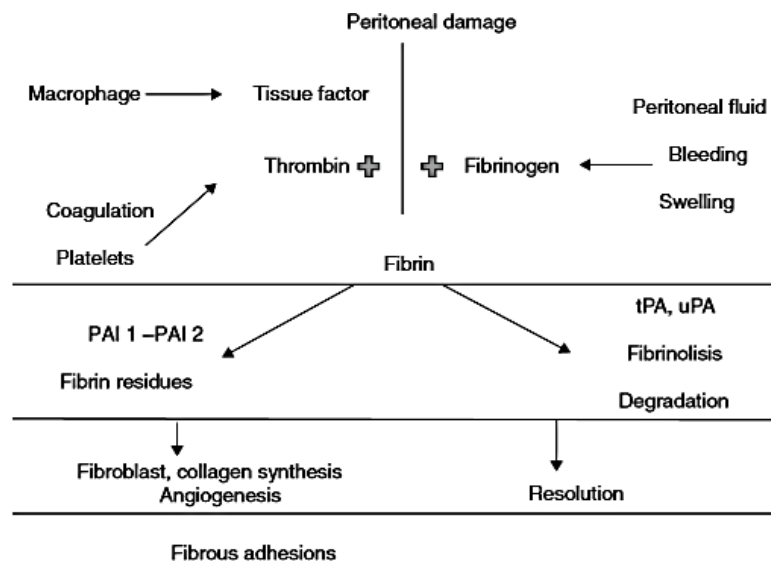 Peritoneal damage
Macrophage
Tissue factor
Peritoneal fluid
Thrombin
Fibrinogen
Bleeding
Coagulation
Swelling
Platelets
Fibrin
tPA, uPA
PAI 1 –PAI 2
Fibrinolisis
Fibrin residues
Degradation
Fibroblast, collagen synthesis
Angiogenesis
Resolution
Fibrous adhesions